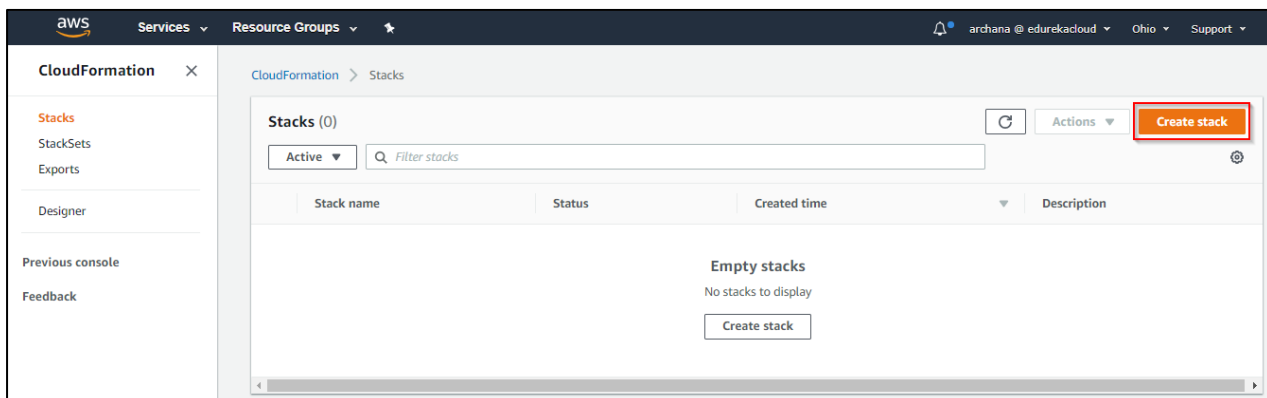 aws Services Resource Groups archana @ edurekacloud Ohio Support
CloudFormation
CloudFormation > Stacks
Stacks
StackSets
Exports
Designer
Previous console
Feedback
Stacks (0) Actions Create stack
Active Filter stacks
Stack name Status Created time Description
Empty stacks
No stacks to display
Create stack